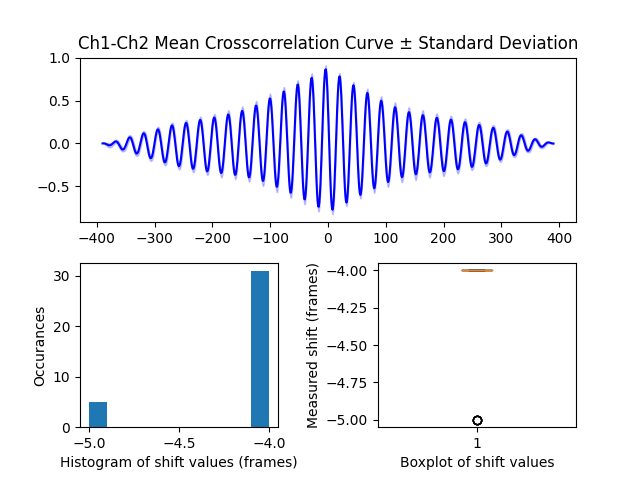 Ch1-Ch2 Mean Crosscorrelation Curve ± Standard Deviation
1.0
0.5
0.0
−0.5
−400 −300 −200 −100 0 100 200 300 400
Occurances
30
20
10
0
−5.0 −4.5 −4.0
Histogram of shift values (frames)
Measured shift (frames)
−4.00
−4.25
−4.50
−4.75
−5.00
1
Boxplot of shift values